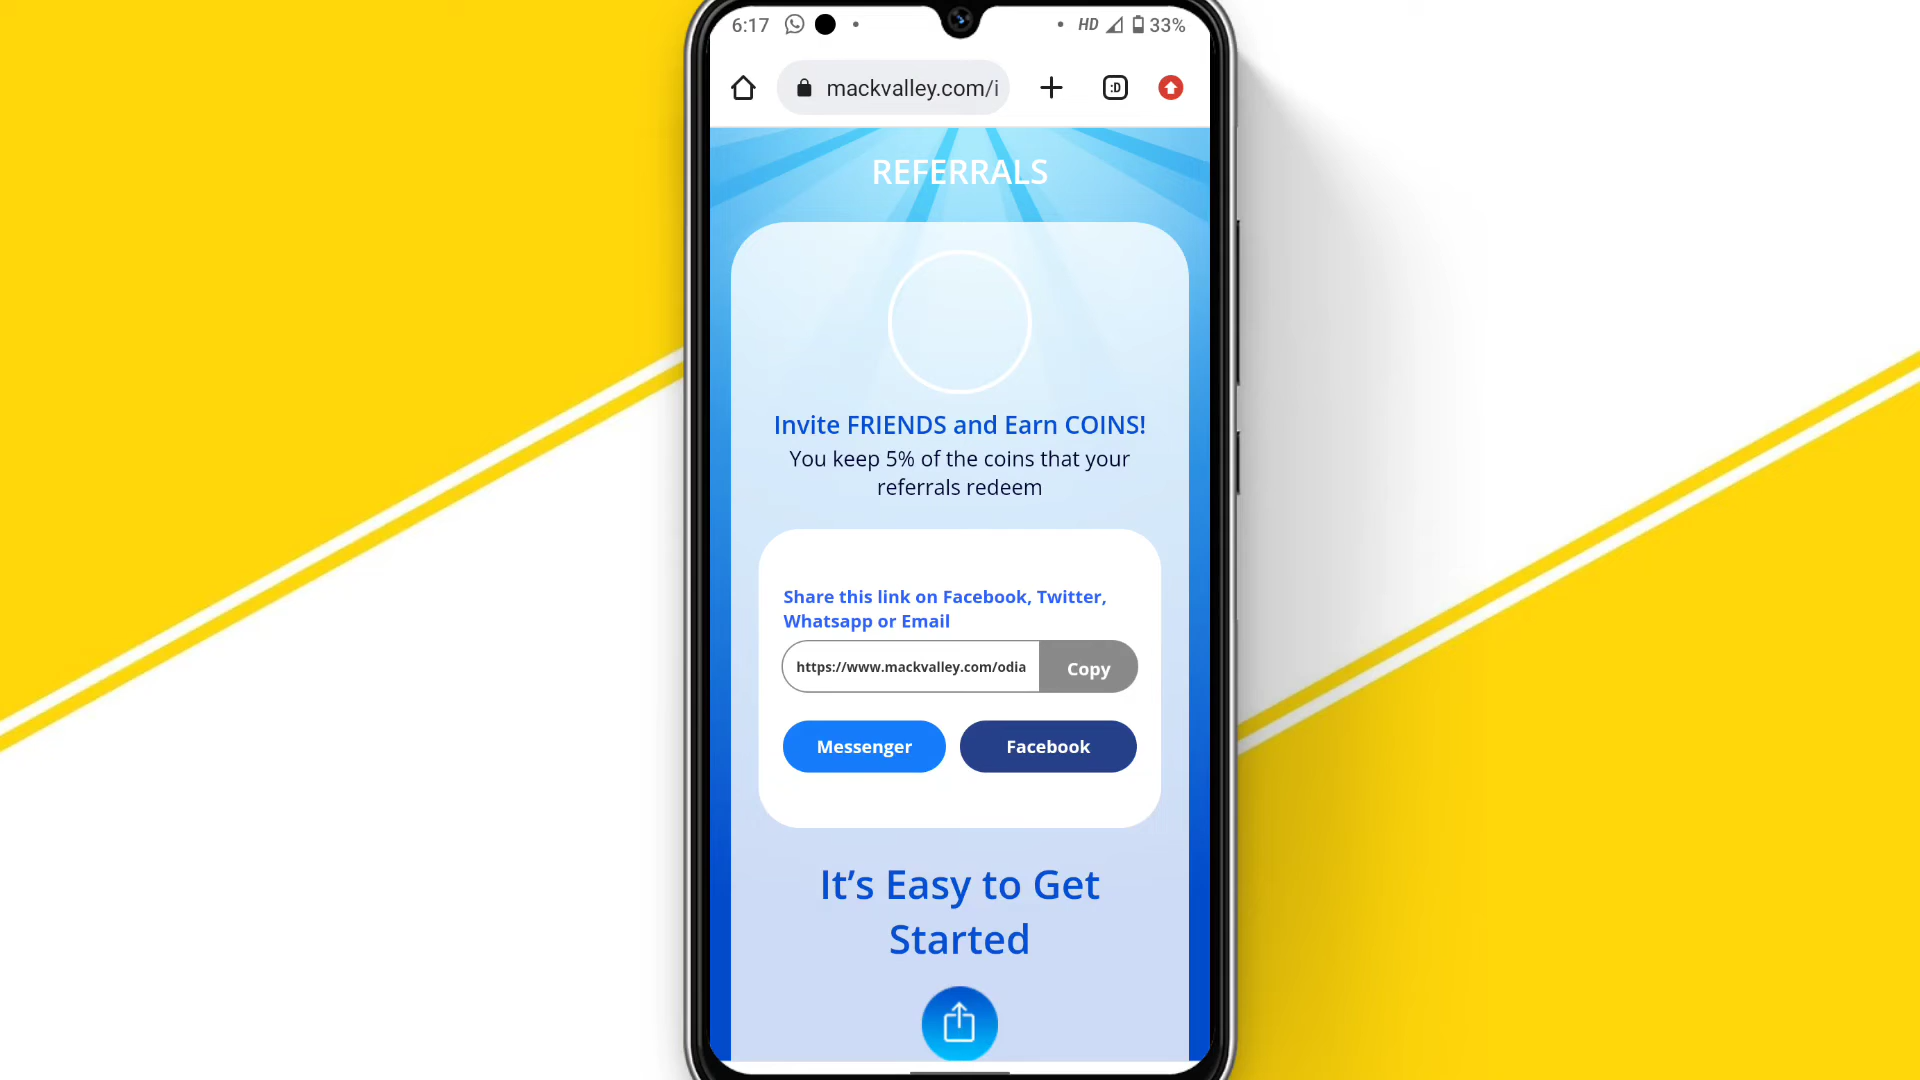 6:17
HD
33%
mackvalley.com/i
:D
REFERRALS
Invite FRIENDS and Earn COINS!
You keep 5% of the coins that your
referrals redeem
Share this link on Facebook, Twitter,
Whatsapp or Email
https://www.mackvalley.com/odia
Copy
Messenger
Facebook
It’s Easy to Get
Started